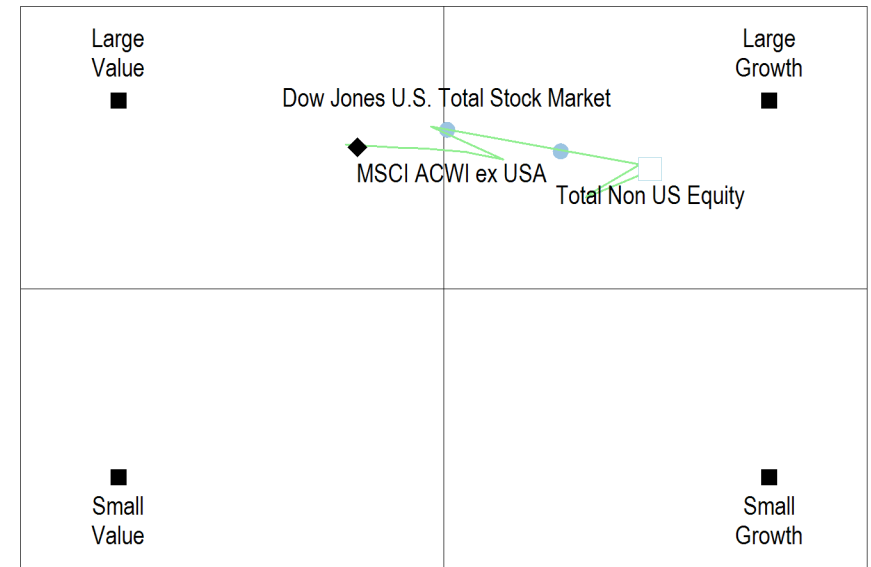 Large
Value
Large
Growth
Dow Jones U.S. Total Stock Market
MSCI ACWI ex USA
Total Non US Equity
Small
Value
Small
Growth